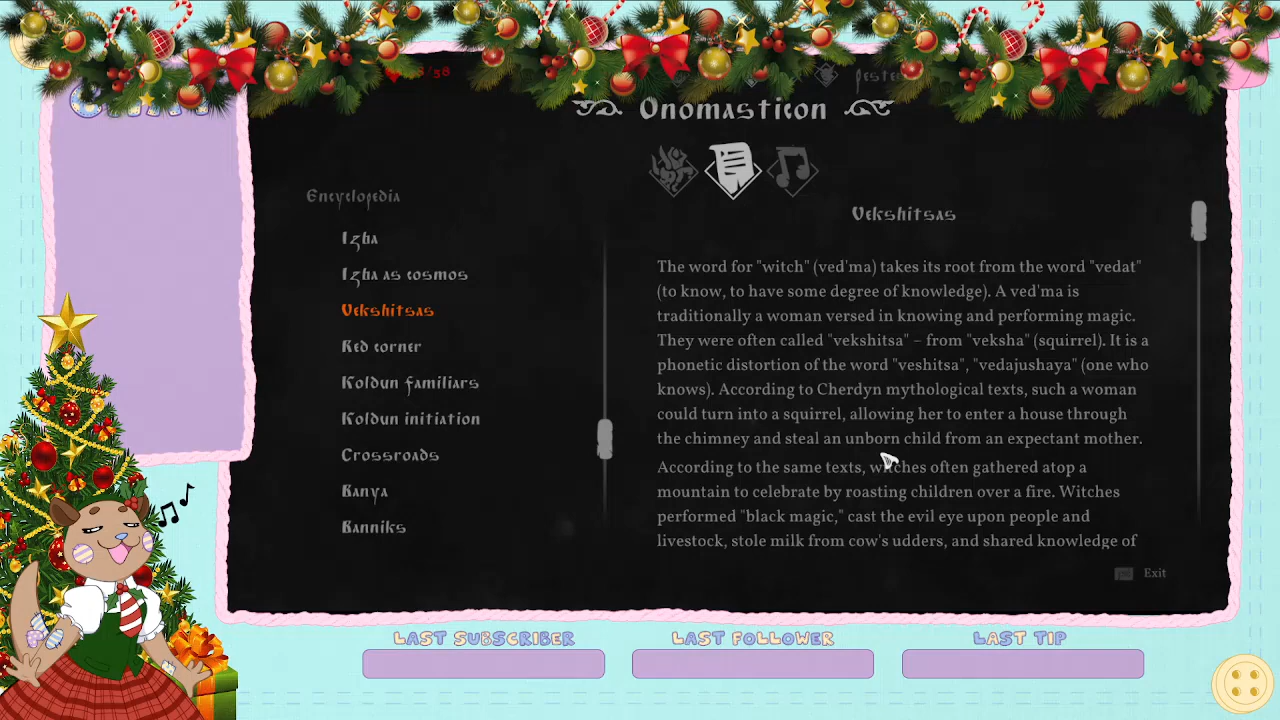 Onomasticon
Encyclopedia
Izba
Izba as cosmos
Vekshitsas
Red corner
Koldun familiars
Koldun initiation
Crossroads
Banya
Banniks
Vekshitsas
The word for "witch" (ved'ma) takes its root from the word "vedat"
(to know, to have some degree of knowledge). A ved'ma is
traditionally a woman versed in knowing and performing magic.
They were often called "vekshitsa" – from "veksha" (squirrel). It is a
phonetic distortion of the word "veshitsa", "vedajushaya" (one who
knows). According to Cherdyn mythological texts, such a woman
could turn into a squirrel, allowing her to enter a house through
the chimney and steal an unborn child from an expectant mother.
According to the same texts, witches often gathered atop a
mountain to celebrate by roasting children over a fire. Witches
performed "black magic," cast the evil eye upon people and
livestock, stole milk from cow's udders, and shared knowledge of
Exit
LAST SUBSCRIBER
LAST FOLLOWER
LAST TIP